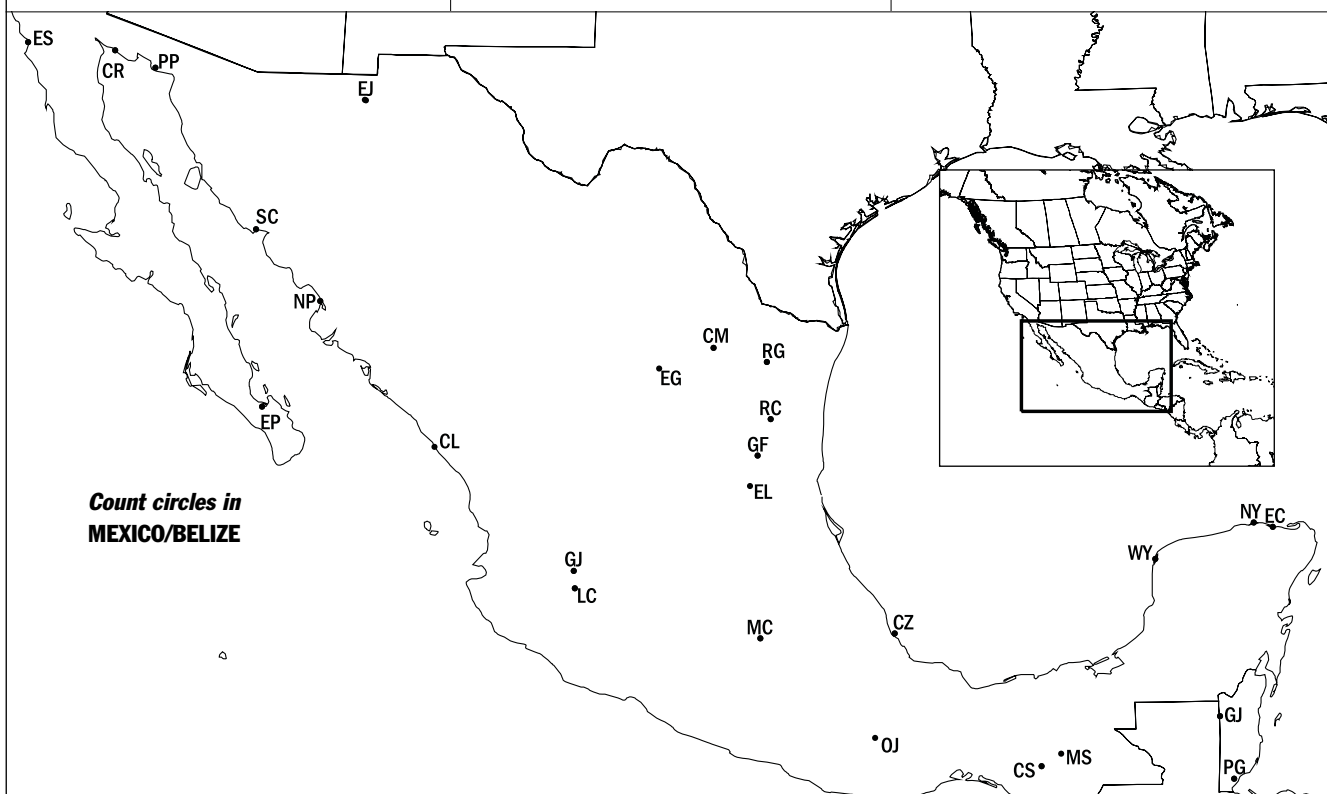 ES
CR
PP
EJ
SC
NP
CM
RG
EG
EP
RC
CL
GF
EL
Count circles in
MEXICO/BELIZE
NY
EC
WY
GJ
LC
MC
CZ
GJ
OJ
MS
CS
PG